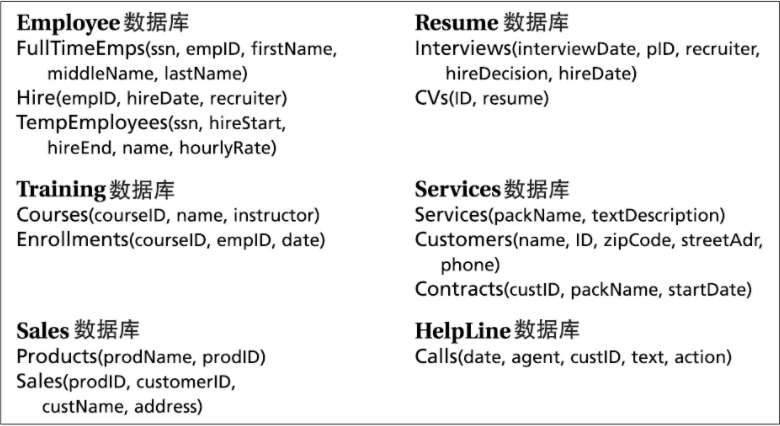 Employee 数据库
FullTimeEmps(ssn, empID, firstName,
middleName, lastName)
Hire(empID, hireDate, recruiter)
TempEmployees(ssn, hireStart,
hireEnd, name, hourlyRate)
Resume 数据库
Interviews(interviewDate, pID, recruiter,
hireDecision, hireDate)
CVs(ID, resume)
Training 数据库
Courses(courseID, name, instructor)
Enrollments(courseID, empID, date)
Services 数据库
Services(packName, textDescription)
Customers(name, ID, zipCode, streetAdr,
phone)
Contracts(custID, packName, startDate)
Sales 数据库
Products(prodName, prodID)
Sales(prodID, customerID,
custName, address)
HelpLine 数据库
Calls(date, agent, custID, text, action)